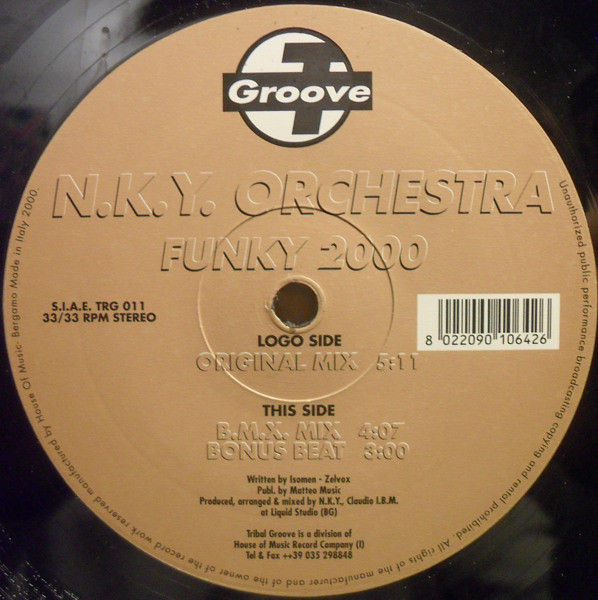 Groove
N.K.Y. ORCHESTRA
FUNKY 2000
S.I.A.E. TRG 011
33/33 RPM STEREO
8 022090 106426
LOGO SIDE
ORIGINAL MIX 5:11
THIS SIDE
B.M.X. MIX 4:07
BONUS BEAT 3:00
Written by Isomen - Zelvox
Publ. by Matteo Music
Produced, arranged & mixed by N.K.Y., Claudio I.B.M.
at Liquid Studio (BG)
Tribal Groove is a division of
House of Music Record Company (I)
Tel & Fax ++39 035 298848
Unauthorized public performance broadcasting copying and rental prohibited. All rights of the manufacturer and of the owner of the record work reserved manufactured by House Of Music. Bergamo Made in Italy 2000.